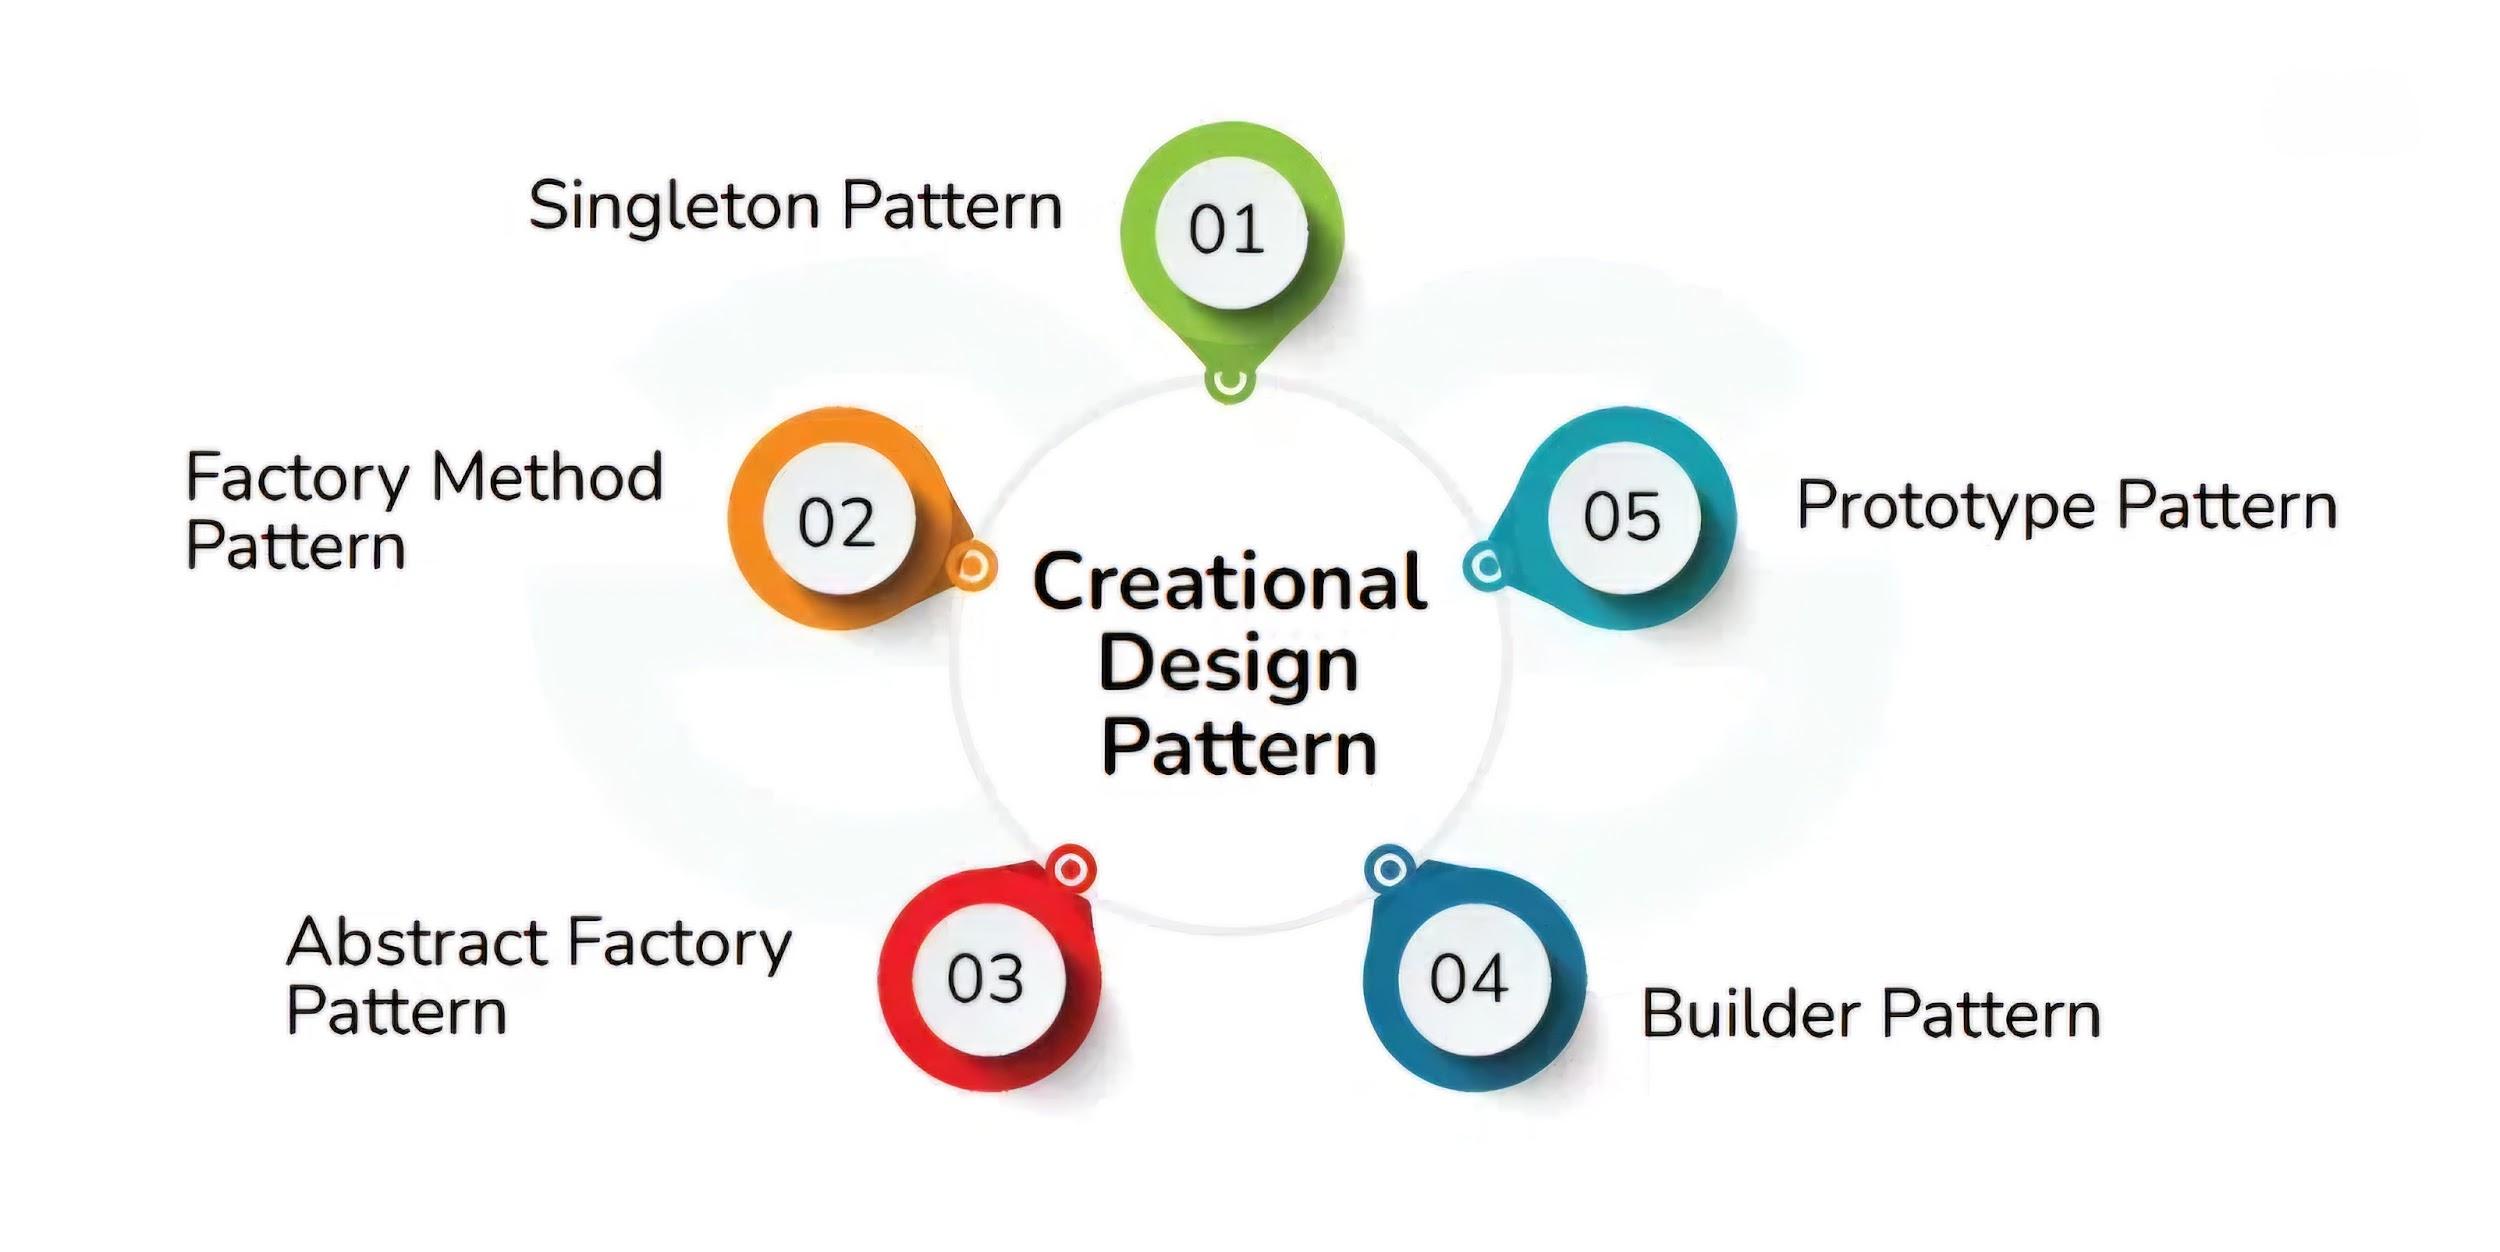 Singleton Pattern
01
Factory Method
Pattern
02
Creational
Design
Pattern
05
Prototype Pattern
Abstract Factory
Pattern
03
04
Builder Pattern